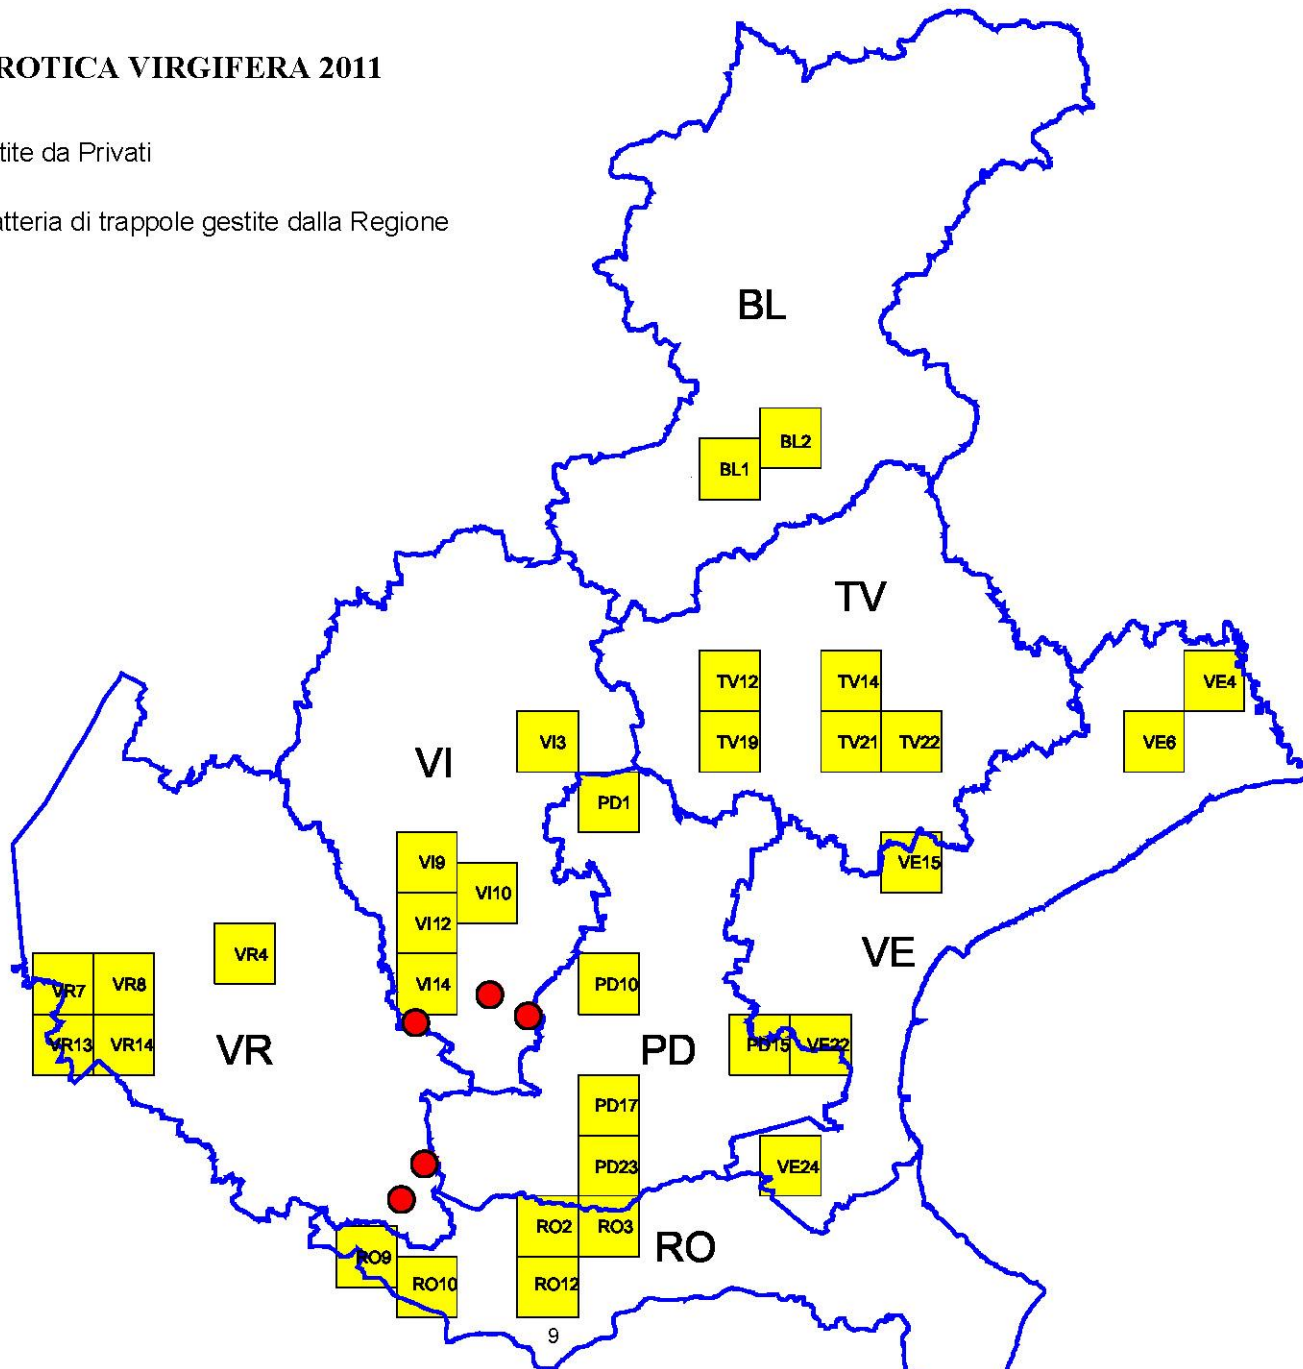 ROTICA VIRGIFERA 2011
tite da Privati
atteria di trappole gestite dalla Regione
BL
BL2
BL1
TV
TV12
TV14
VE4
TV19
TV21
TV22
VE6
VI3
VI
PD1
VI9
VE15
VI10
VI12
VR4
VE
VI14
PD10
VR7
VR8
VR13
VR14
VR
PD
PD15
VE22
PD17
PD23
VE24
RO2
RO3
RO
RO9
RO10
RO12
9